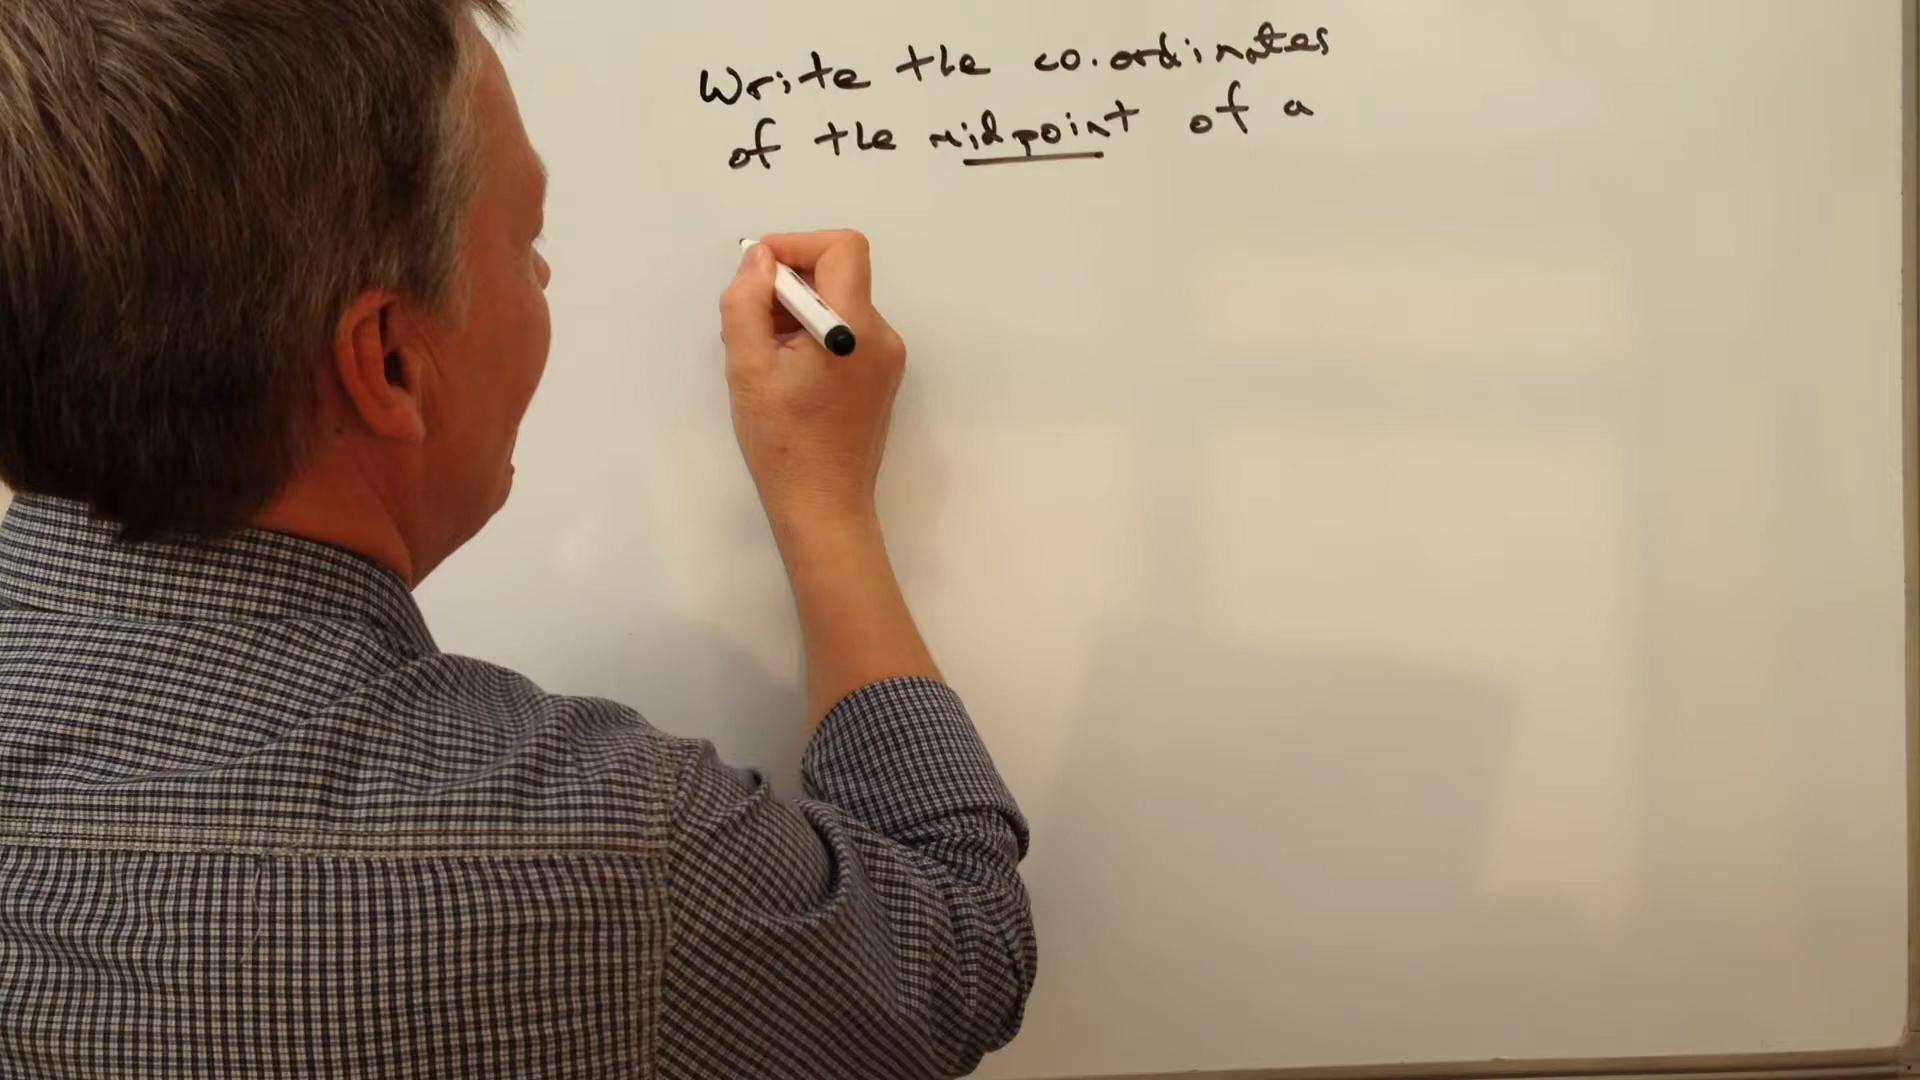 Write the co.ordinates
of the midpoint of a